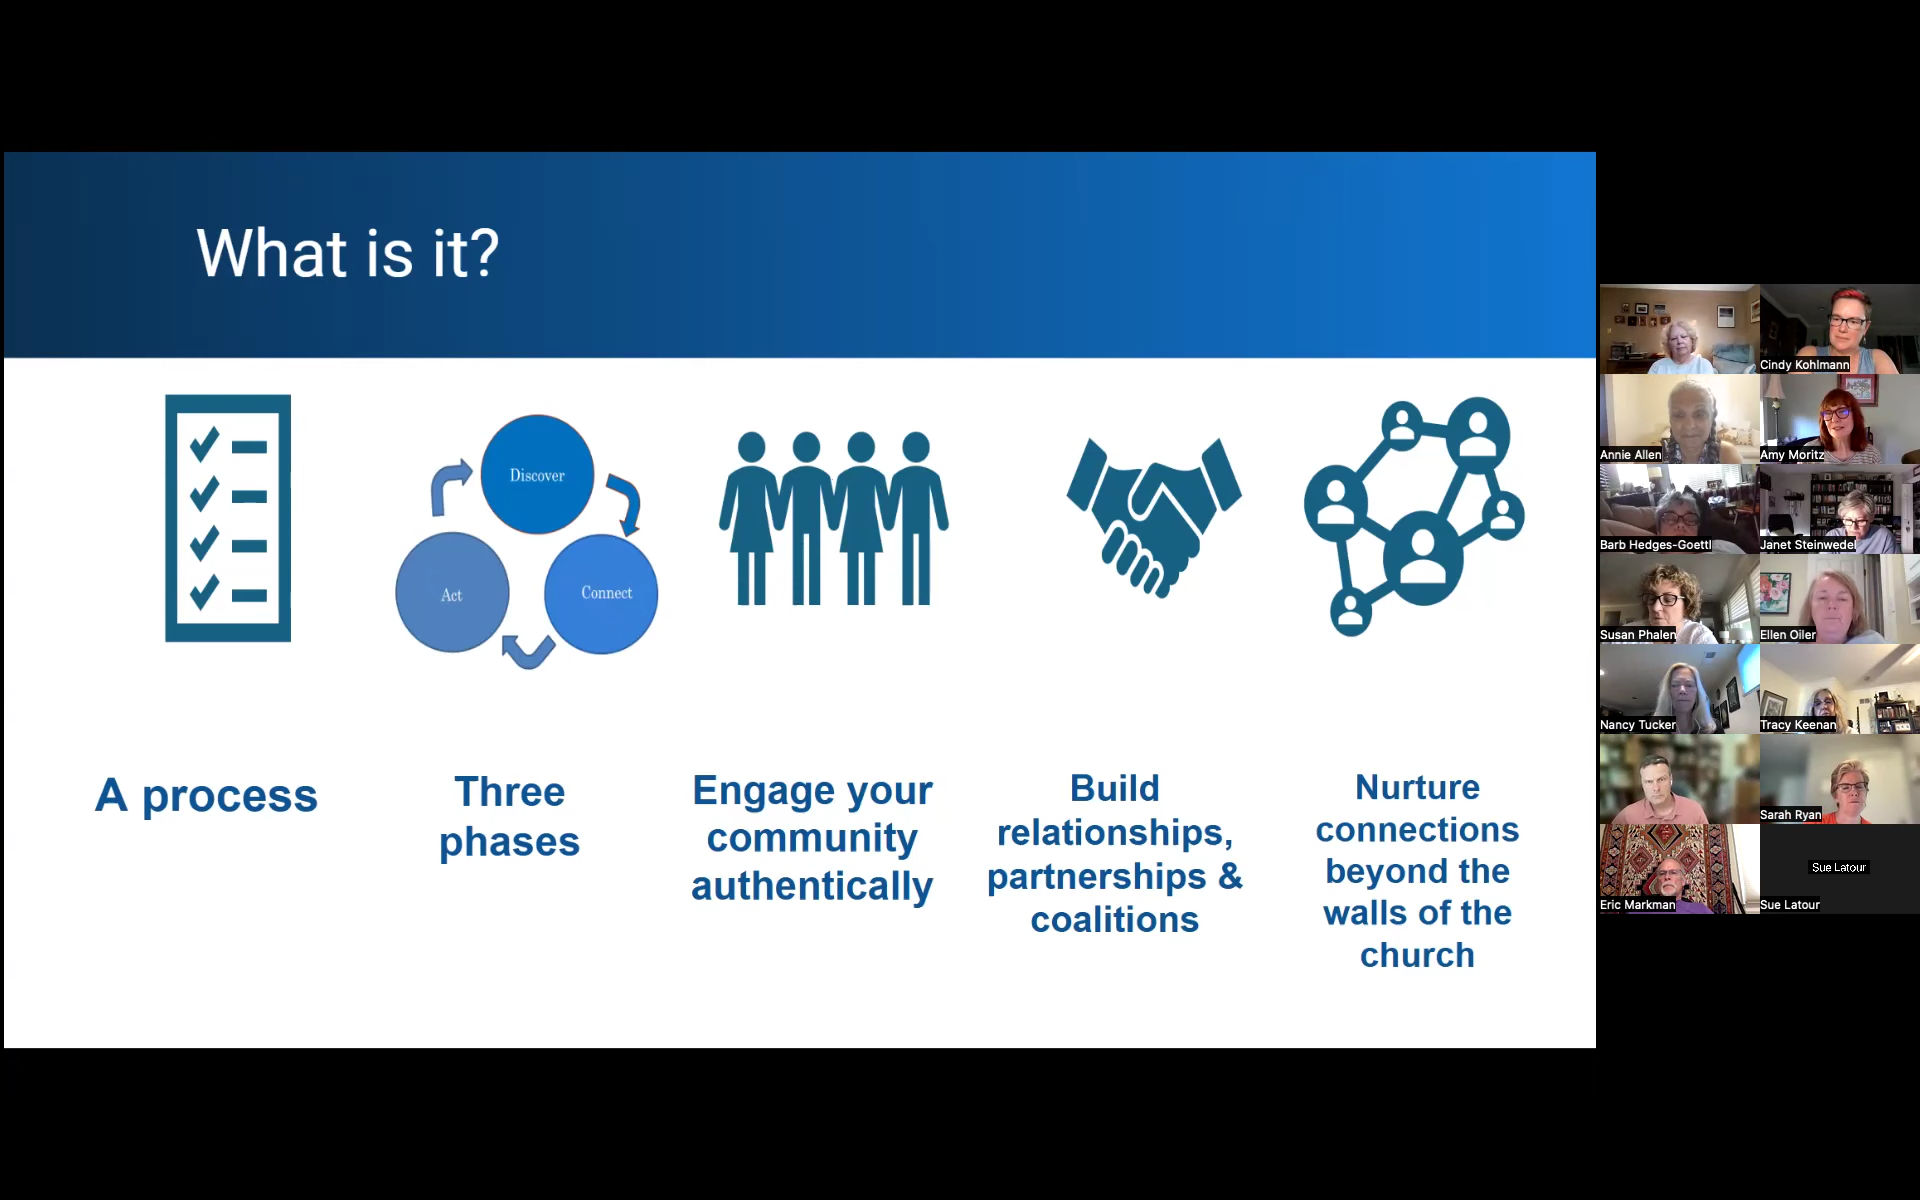 What is it?
Discover
Act
Connect
A process
Three
phases
Engage your
community
authentically
Build
relationships,
partnerships &
coalitions
Nurture
connections
beyond the
walls of the
church
Cindy Kohlmann
Annie Allen
Amy Moritz
Barb Hedges-Goettl
Janet Steinwedel
Susan Phalen
Ellen Oiler
Nancy Tucker
Tracy Keenan
Sarah Ryan
Eric Markman
Sue Latour
Sue Latour